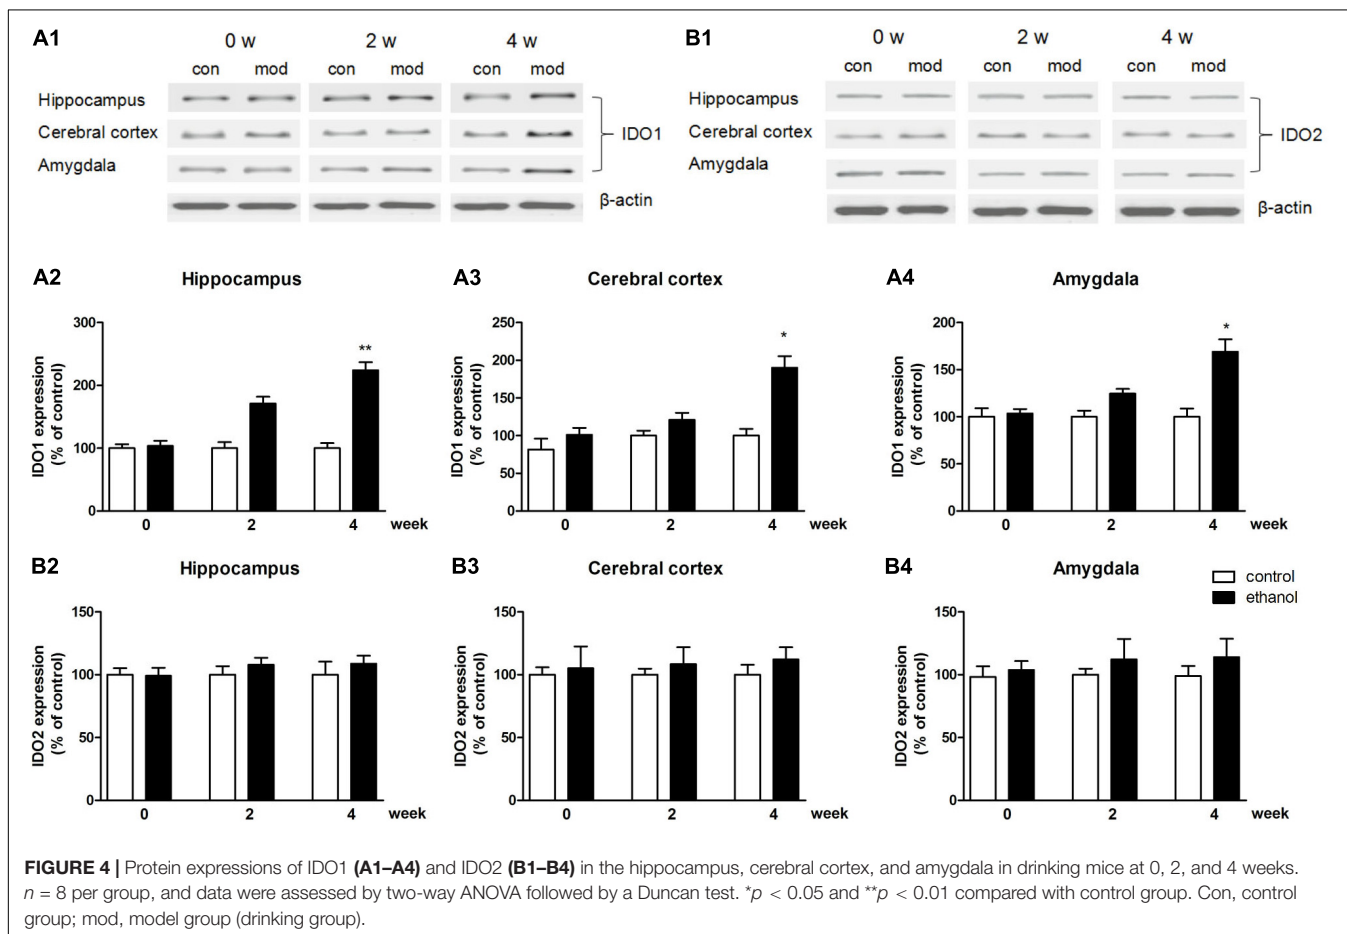 A1
0 w 2 w 4 w
con mod con mod con mod
Hippocampus
Cerebral cortex
Amygdala
IDO1
β-actin
B1
0 w 2 w 4 w
con mod con mod con mod
Hippocampus
Cerebral cortex
Amygdala
IDO2
β-actin
A2 Hippocampus
IDO1 expression
(% of control)
300
200
100
0
**
0 2 4 week
A3 Cerebral cortex
IDO1 expression
(% of control)
250
200
150
100
50
0
*
0 2 4 week
A4 Amygdala
IDO1 expression
(% of control)
200
150
100
50
0
*
0 2 4 week
B2 Hippocampus
IDO2 expression
(% of control)
150
100
50
0
0 2 4 week
B3 Cerebral cortex
IDO2 expression
(% of control)
150
100
50
0
0 2 4 week
B4 Amygdala
IDO2 expression
(% of control)
150
100
50
0
0 2 4 week
control
ethanol
FIGURE 4 | Protein expressions of IDO1 (A1–A4) and IDO2 (B1–B4) in the hippocampus, cerebral cortex, and amygdala in drinking mice at 0, 2, and 4 weeks.
n = 8 per group, and data were assessed by two-way ANOVA followed by a Duncan test. *p < 0.05 and **p < 0.01 compared with control group. Con, control
group; mod, model group (drinking group).